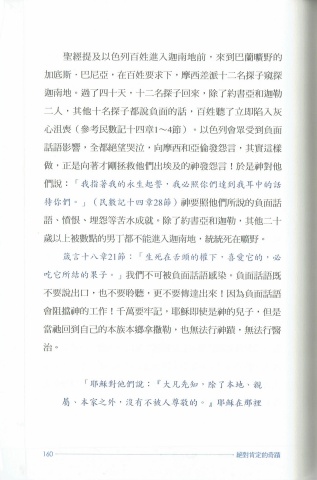 聖經提及以色列百姓進入迦南地前，來到巴蘭曠野的
加底斯．巴尼亞，在百姓要求下，摩西差派十二名探子窺探
迦南地，過了四十天，十二名探子回來，除了約書亞和迦勒
二人，其他十名探子都說負面的話，百姓聽了立即陷入灰
心沮喪（參考民數記十四章1～4節）。以色列會眾受到負面
話語影響，全都絕望哭泣，向摩西和亞倫發怨言，其實這樣
做，正是向著才剛拯救他們出埃及的神發怨言！於是神對他
們說：「我指著我的永生起誓，我必照你們達到我耳中的話
待你們。」（民數記十四章28節）神要照他們所說的負面話
語、憤恨、埋怨等苦水成就，除了約書亞和迦勒，其他二十
歲以上被數點的男丁都不能進入迦南地，統統死在曠野。
箴言十八章21節：「生死在舌頭的權下，喜愛它的，必
吃它所結的果子。」我們不可被負面話語感染，負面話語既
不要說出口，也不要聆聽，更不要傳達出來！因為負面話語
會阻擋神的工作！千萬要牢記，耶穌即使是神的兒子，但是
當祂回到自己的本族本鄉拿撒勒，也無法行神蹟，無法行醫
治。
「耶穌對他們說：『大凡先知，除了本地、親
屬、本家之外，沒有不被人尊敬的。』耶穌在那裡
160 絕對肯定的奇蹟